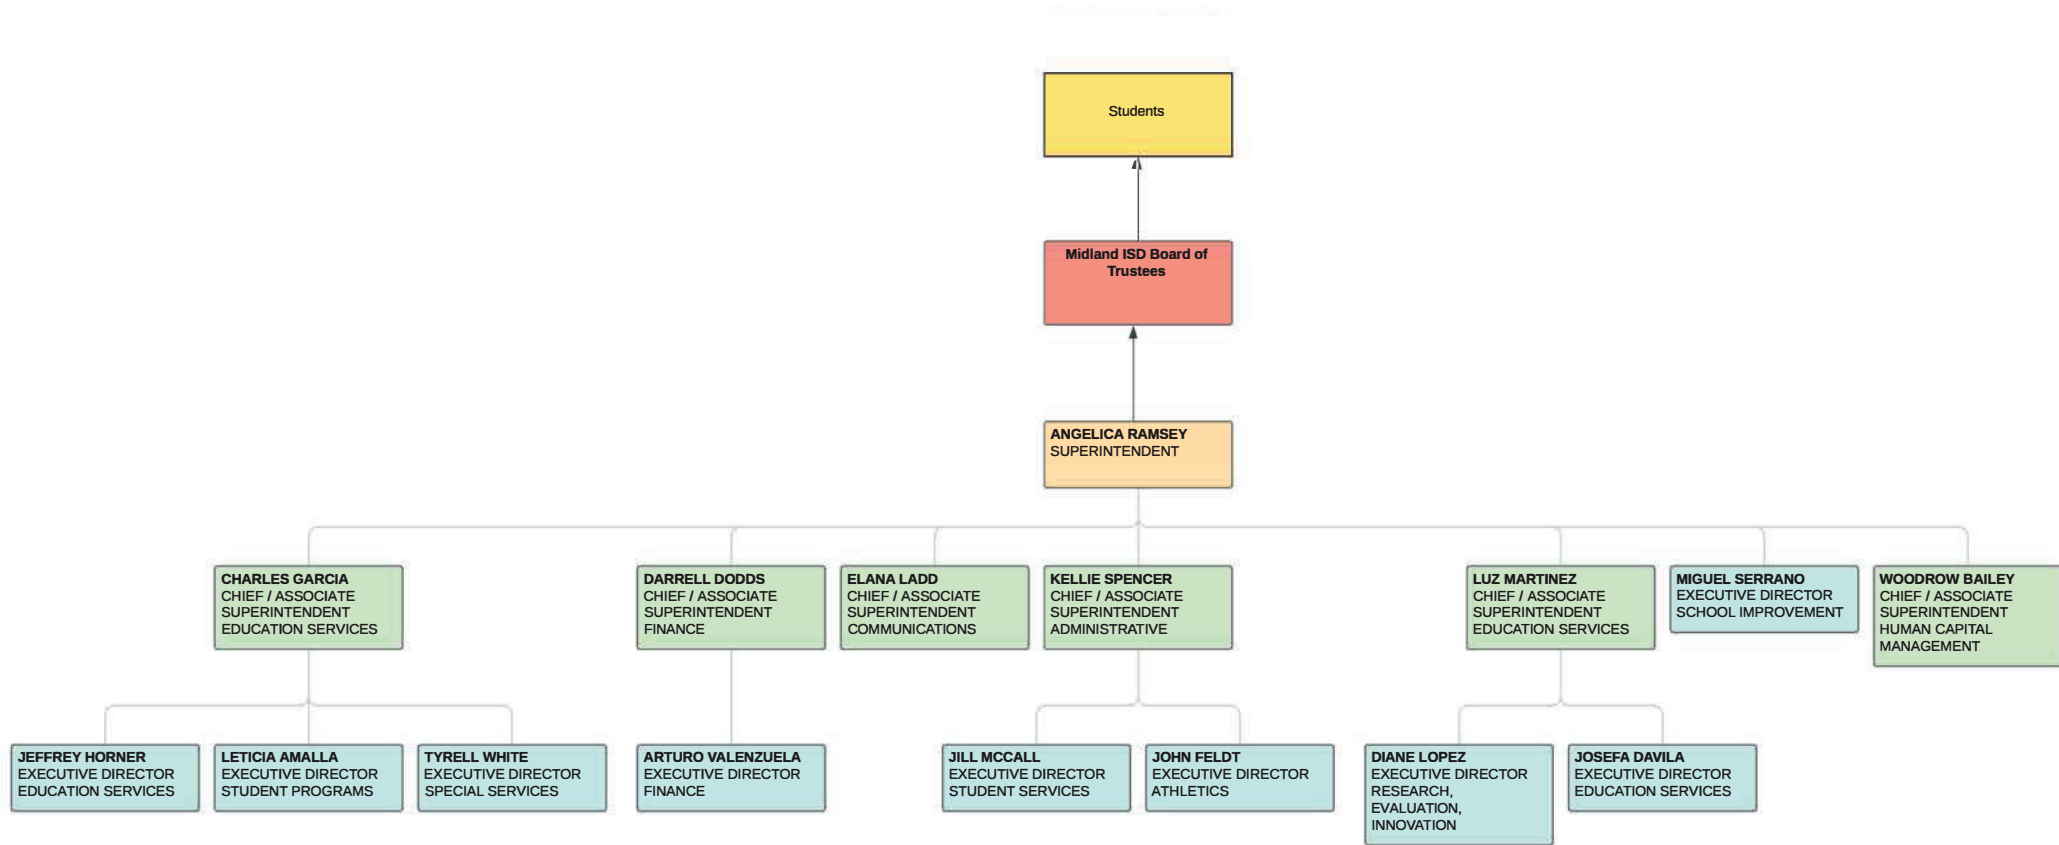 Students
Midland ISD Board of
Trustees
ANGELICA RAMSEY
SUPERINTENDENT
CHARLES GARCIA
CHIEF / ASSOCIATE
SUPERINTENDENT
EDUCATION SERVICES
DARRELL DODDS
CHIEF / ASSOCIATE
SUPERINTENDENT
FINANCE
ELANA LADD
CHIEF / ASSOCIATE
SUPERINTENDENT
COMMUNICATIONS
KELLIE SPENCER
CHIEF / ASSOCIATE
SUPERINTENDENT
ADMINISTRATIVE
LUZ MARTINEZ
CHIEF / ASSOCIATE
SUPERINTENDENT
EDUCATION SERVICES
MIGUEL SERRANO
EXECUTIVE DIRECTOR
SCHOOL IMPROVEMENT
WOODROW BAILEY
CHIEF / ASSOCIATE
SUPERINTENDENT
HUMAN CAPITAL
MANAGEMENT
JEFFREY HORNER
EXECUTIVE DIRECTOR
EDUCATION SERVICES
LETICIA AMALLA
EXECUTIVE DIRECTOR
STUDENT PROGRAMS
TYRELL WHITE
EXECUTIVE DIRECTOR
SPECIAL SERVICES
ARTURO VALENZUELA
EXECUTIVE DIRECTOR
FINANCE
JILL MCCALL
EXECUTIVE DIRECTOR
STUDENT SERVICES
JOHN FELDT
EXECUTIVE DIRECTOR
ATHLETICS
DIANE LOPEZ
EXECUTIVE DIRECTOR
RESEARCH,
EVALUATION,
INNOVATION
JOSEFA DAVILA
EXECUTIVE DIRECTOR
EDUCATION SERVICES